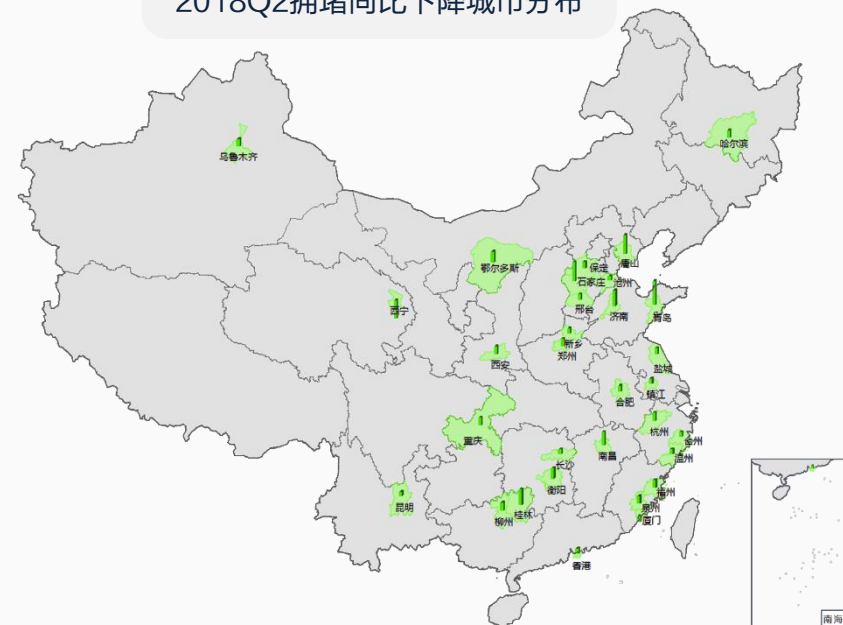 2018Q2拥堵同比下降城市分布
乌鲁木齐
哈尔滨
鄂尔多斯
保定
唐山
石家庄
沧州
西宁
邢台
济南
青岛
新乡
郑州
西安
盐城
合肥
镇江
重庆
杭州
台州
温州
南昌
长沙
衡阳
昆明
柳州
桂林
福州
泉州
厦门
香港
南海